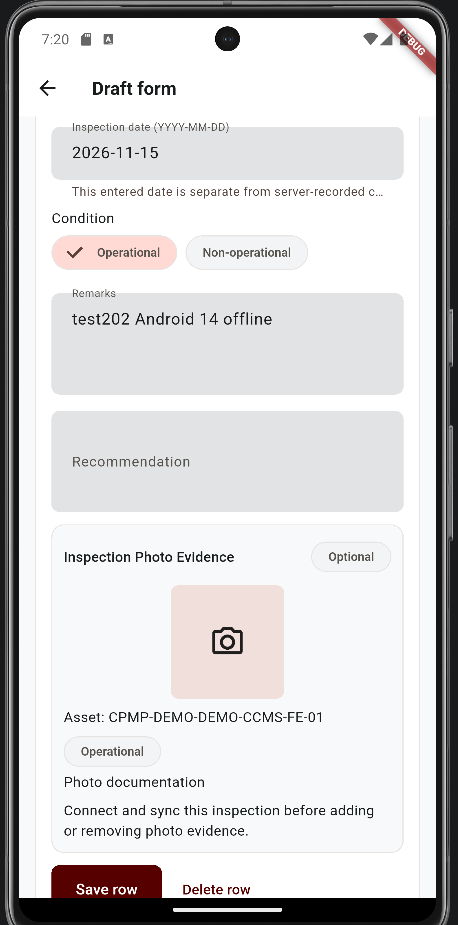 7:20
DEBUG
Draft form
Inspection date (YYYY-MM-DD)
2026-11-15
This entered date is separate from server-recorded c...
Condition
Operational
Non-operational
Remarks
test202 Android 14 offline
Recommendation
Inspection Photo Evidence
Optional
Asset: CPMP-DEMO-DEMO-CCMS-FE-01
Operational
Photo documentation
Connect and sync this inspection before adding
or removing photo evidence.
Save row
Delete row